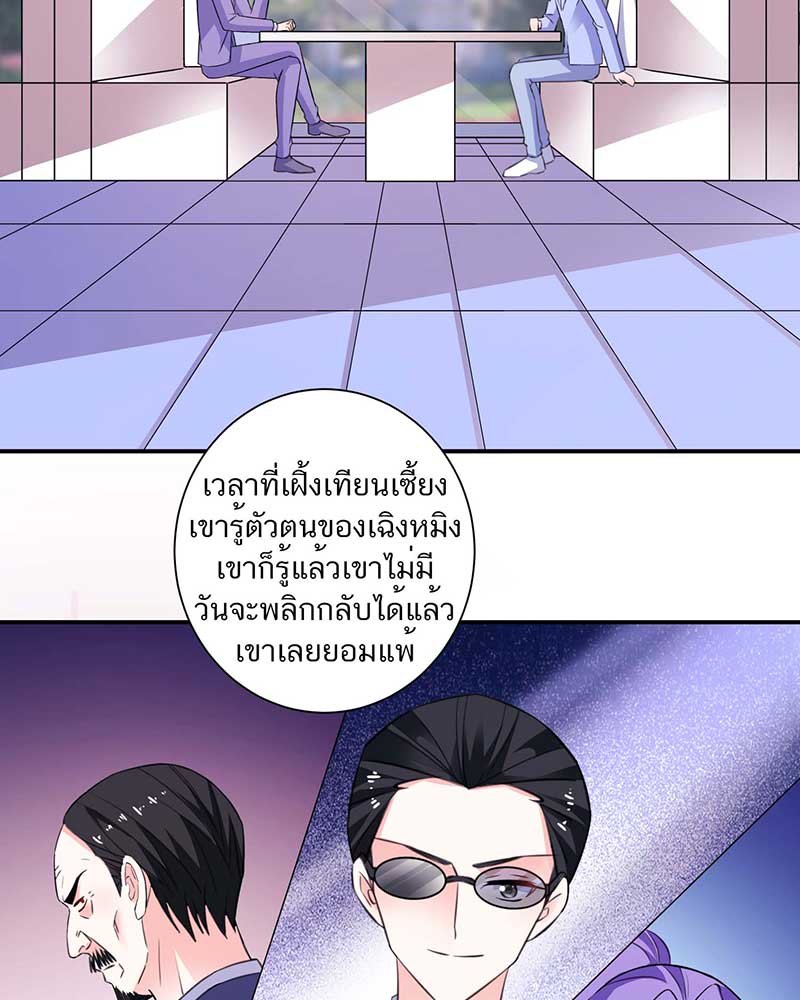 เวลาที่เฝิ้งเทียนเซี้ยง
เขารู้ตัวตนของเฉิงหมิง
เขาก็รู้แล้วเขาไม่มี
วันจะพลิกกลับได้แล้ว
เขาเลยยอมแพ้